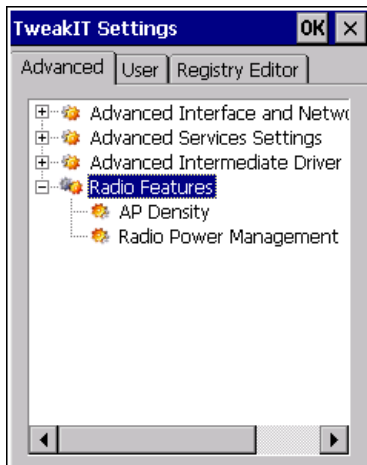 TweakIT Settings OK ×
Advanced User Registry Editor
Advanced Interface and Netwo
Advanced Services Settings
Advanced Intermediate Driver
Radio Features
AP Density
Radio Power Management